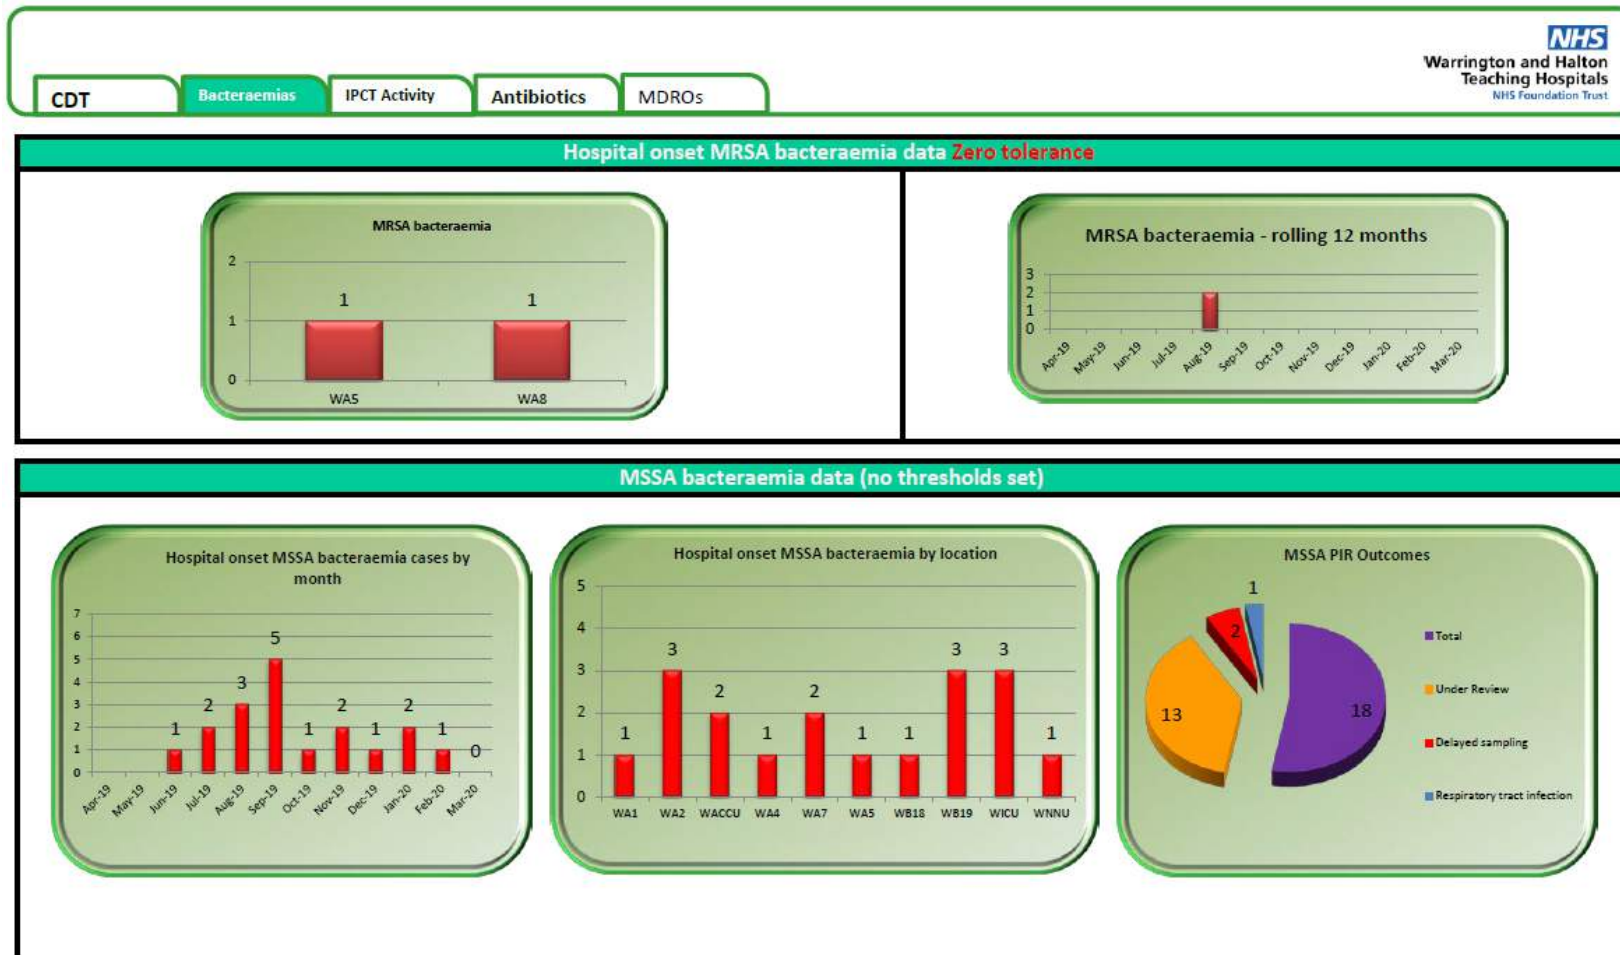 NHS
Warrington and Halton
Teaching Hospitals
NHS Foundation Trust
CDT
Bacteraemias
IPCT Activity
Antibiotics
MDROs
Hospital onset MRSA bacteraemia data Zero tolerance
MRSA bacteraemia
2
1
0
1
1
WA5
WA8
MRSA bacteraemia - rolling 12 months
3
2
1
0
Apr-19 May-19 Jun-19 Jul-19 Aug-19 Sep-19 Oct-19 Nov-19 Dec-19 Jan-20 Feb-20 Mar-20
MSSA bacteraemia data (no thresholds set)
Hospital onset MSSA bacteraemia cases by
month
7
6
5
4
3
2
1
0
1 2 3 5 1 2 1 2 1 0
Apr-19 May-19 Jun-19 Jul-19 Aug-19 Sep-19 Oct-19 Nov-19 Dec-19 Jan-20 Feb-20 Mar-20
Hospital onset MSSA bacteraemia by location
5
4
3
2
1
0
1 3 2 1 2 1 1 3 3 1
WA1 WA2 WACCU WA4 WA7 WA5 WB18 WB19 WICU WNNU
MSSA PIR Outcomes
1
2
13
18
Total
Under Review
Delayed sampling
Respiratory tract infection